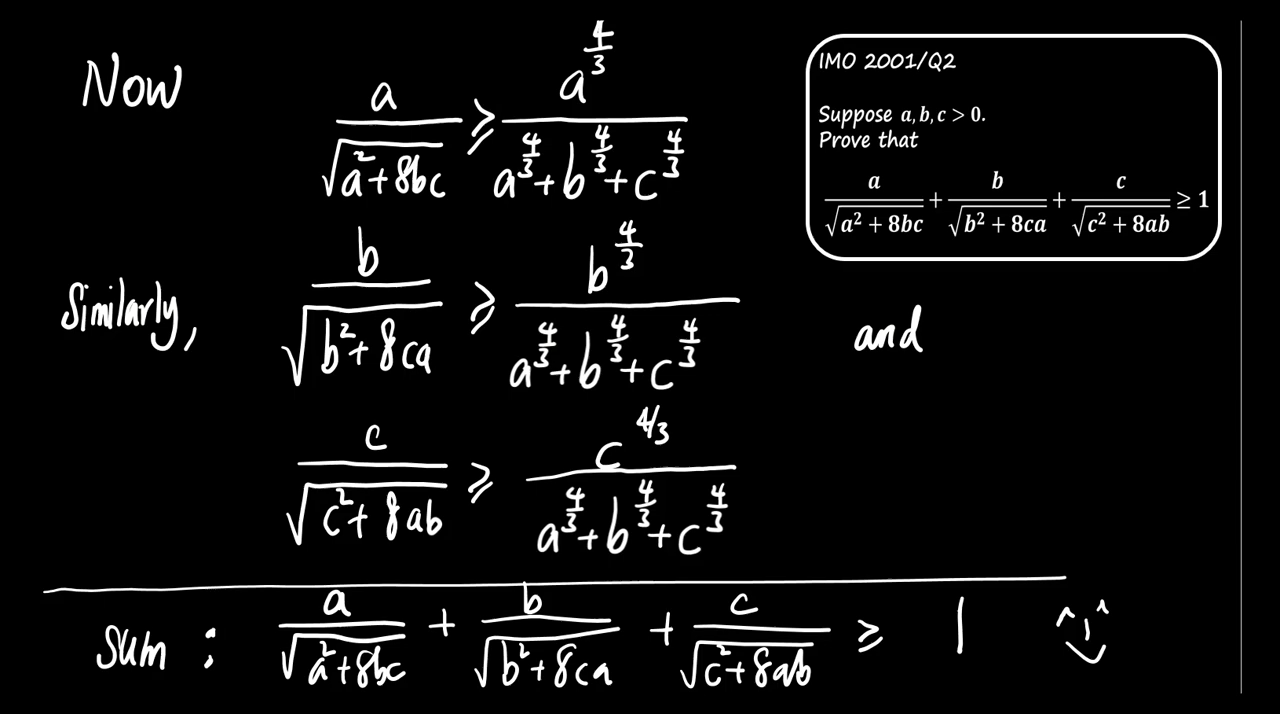 Now a/√(a²+8bc) ⩾ a^(4/3)/(a^(4/3)+b^(4/3)+c^(4/3))
Similarly, b/√(b²+8ca) ⩾ b^(4/3)/(a^(4/3)+b^(4/3)+c^(4/3)) and
c/√(c²+8ab) ⩾ c^(4/3)/(a^(4/3)+b^(4/3)+c^(4/3))
Sum : a/√(a²+8bc) + b/√(b²+8ca) + c/√(c²+8ab) ⩾ 1
IMO 2001/Q2
Suppose a, b, c > 0.
Prove that
a/√(a² + 8bc) + b/√(b² + 8ca) + c/√(c² + 8ab) ≥ 1